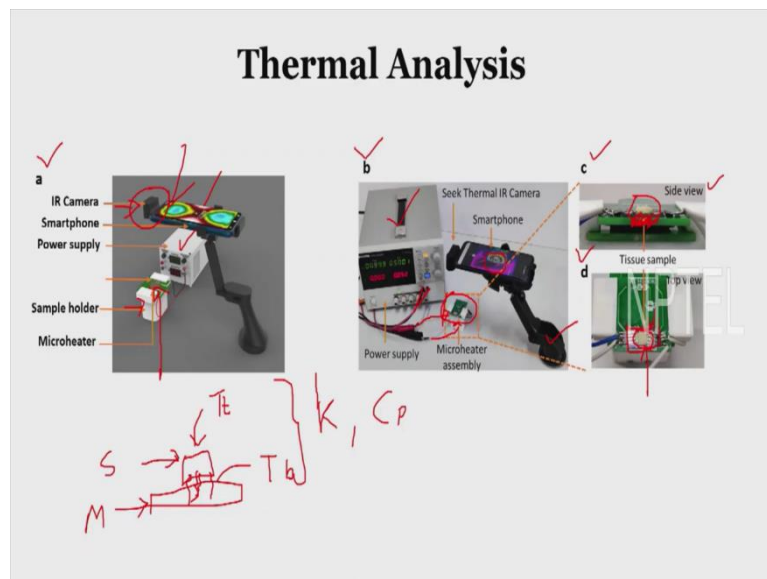 Thermal Analysis
a
IR Camera
Smartphone
Power supply
Sample holder
Microheater
b
Seek Thermal IR Camera
Smartphone
Power supply
Microheater
assembly
c
Side view
Tissue sample
d
Top view
NPTEL
Tt
S
Tb
M
K, Cp